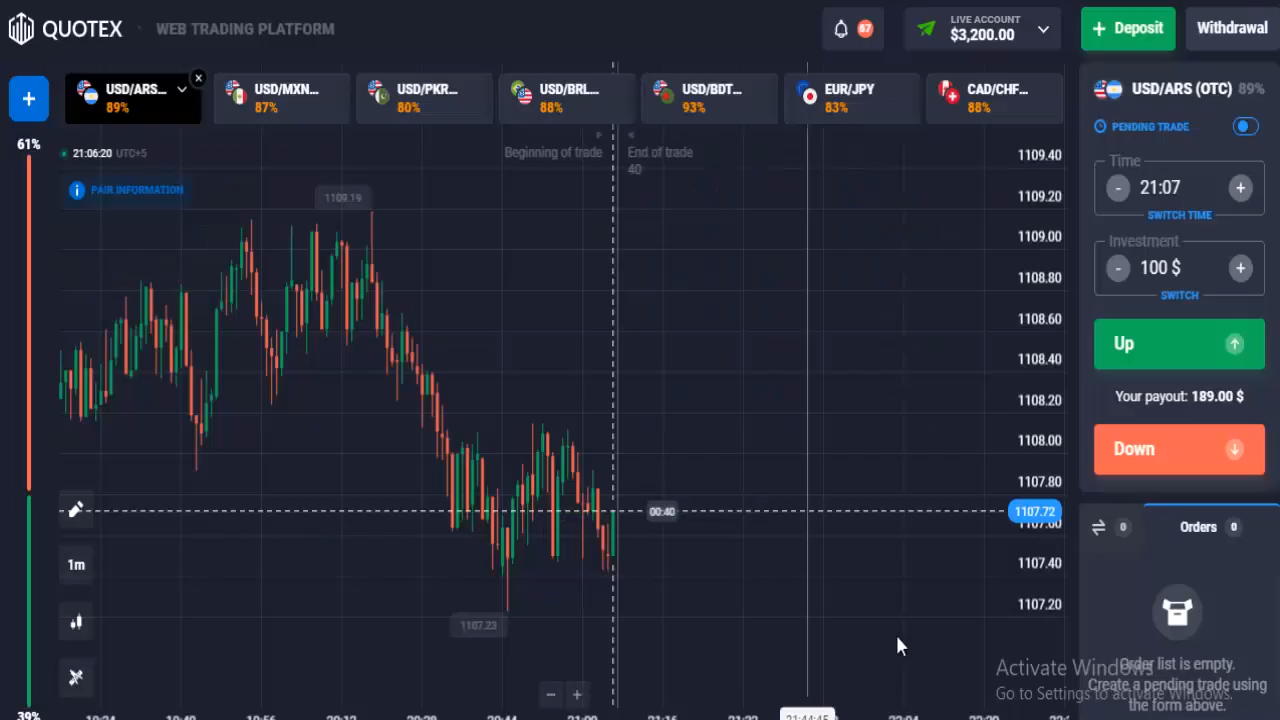 QUOTEX
WEB TRADING PLATFORM
67
LIVE ACCOUNT
$3,200.00
+ Deposit
Withdrawal
+
USD/ARS...
89%
USD/MXN...
87%
USD/PKR...
80%
USD/BRL...
88%
USD/BDT...
93%
EUR/JPY
83%
CAD/CHF...
88%
USD/ARS (OTC) 89%
PENDING TRADE
61%
21:06:20 UTC+5
PAIR INFORMATION
Beginning of trade
End of trade
40
1109.19
1107.23
00:40
1109.40
1109.20
1109.00
1108.80
1108.60
1108.40
1108.20
1108.00
1107.80
1107.72
1107.60
1107.40
1107.20
Time
- 21:07 +
SWITCH TIME
Investment
- 100 $ +
SWITCH
Up
Your payout: 189.00 $
Down
0
Orders 0
Order list is empty.
Create a pending trade using
the form above.
Activate Windows
Go to Settings to activate Windows.
1m
− +
39%
21:44:45